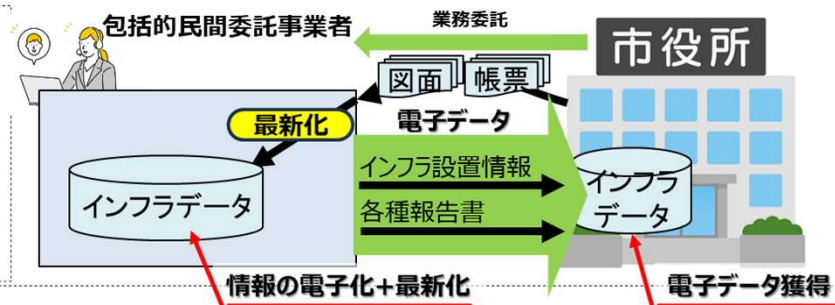 包括的民間委託事業者
業務委託
市役所
図面
帳票
最新化
電子データ
インフラデータ
インフラ設置情報
各種報告書
インフラ
データ
情報の電子化+最新化
電子データ獲得